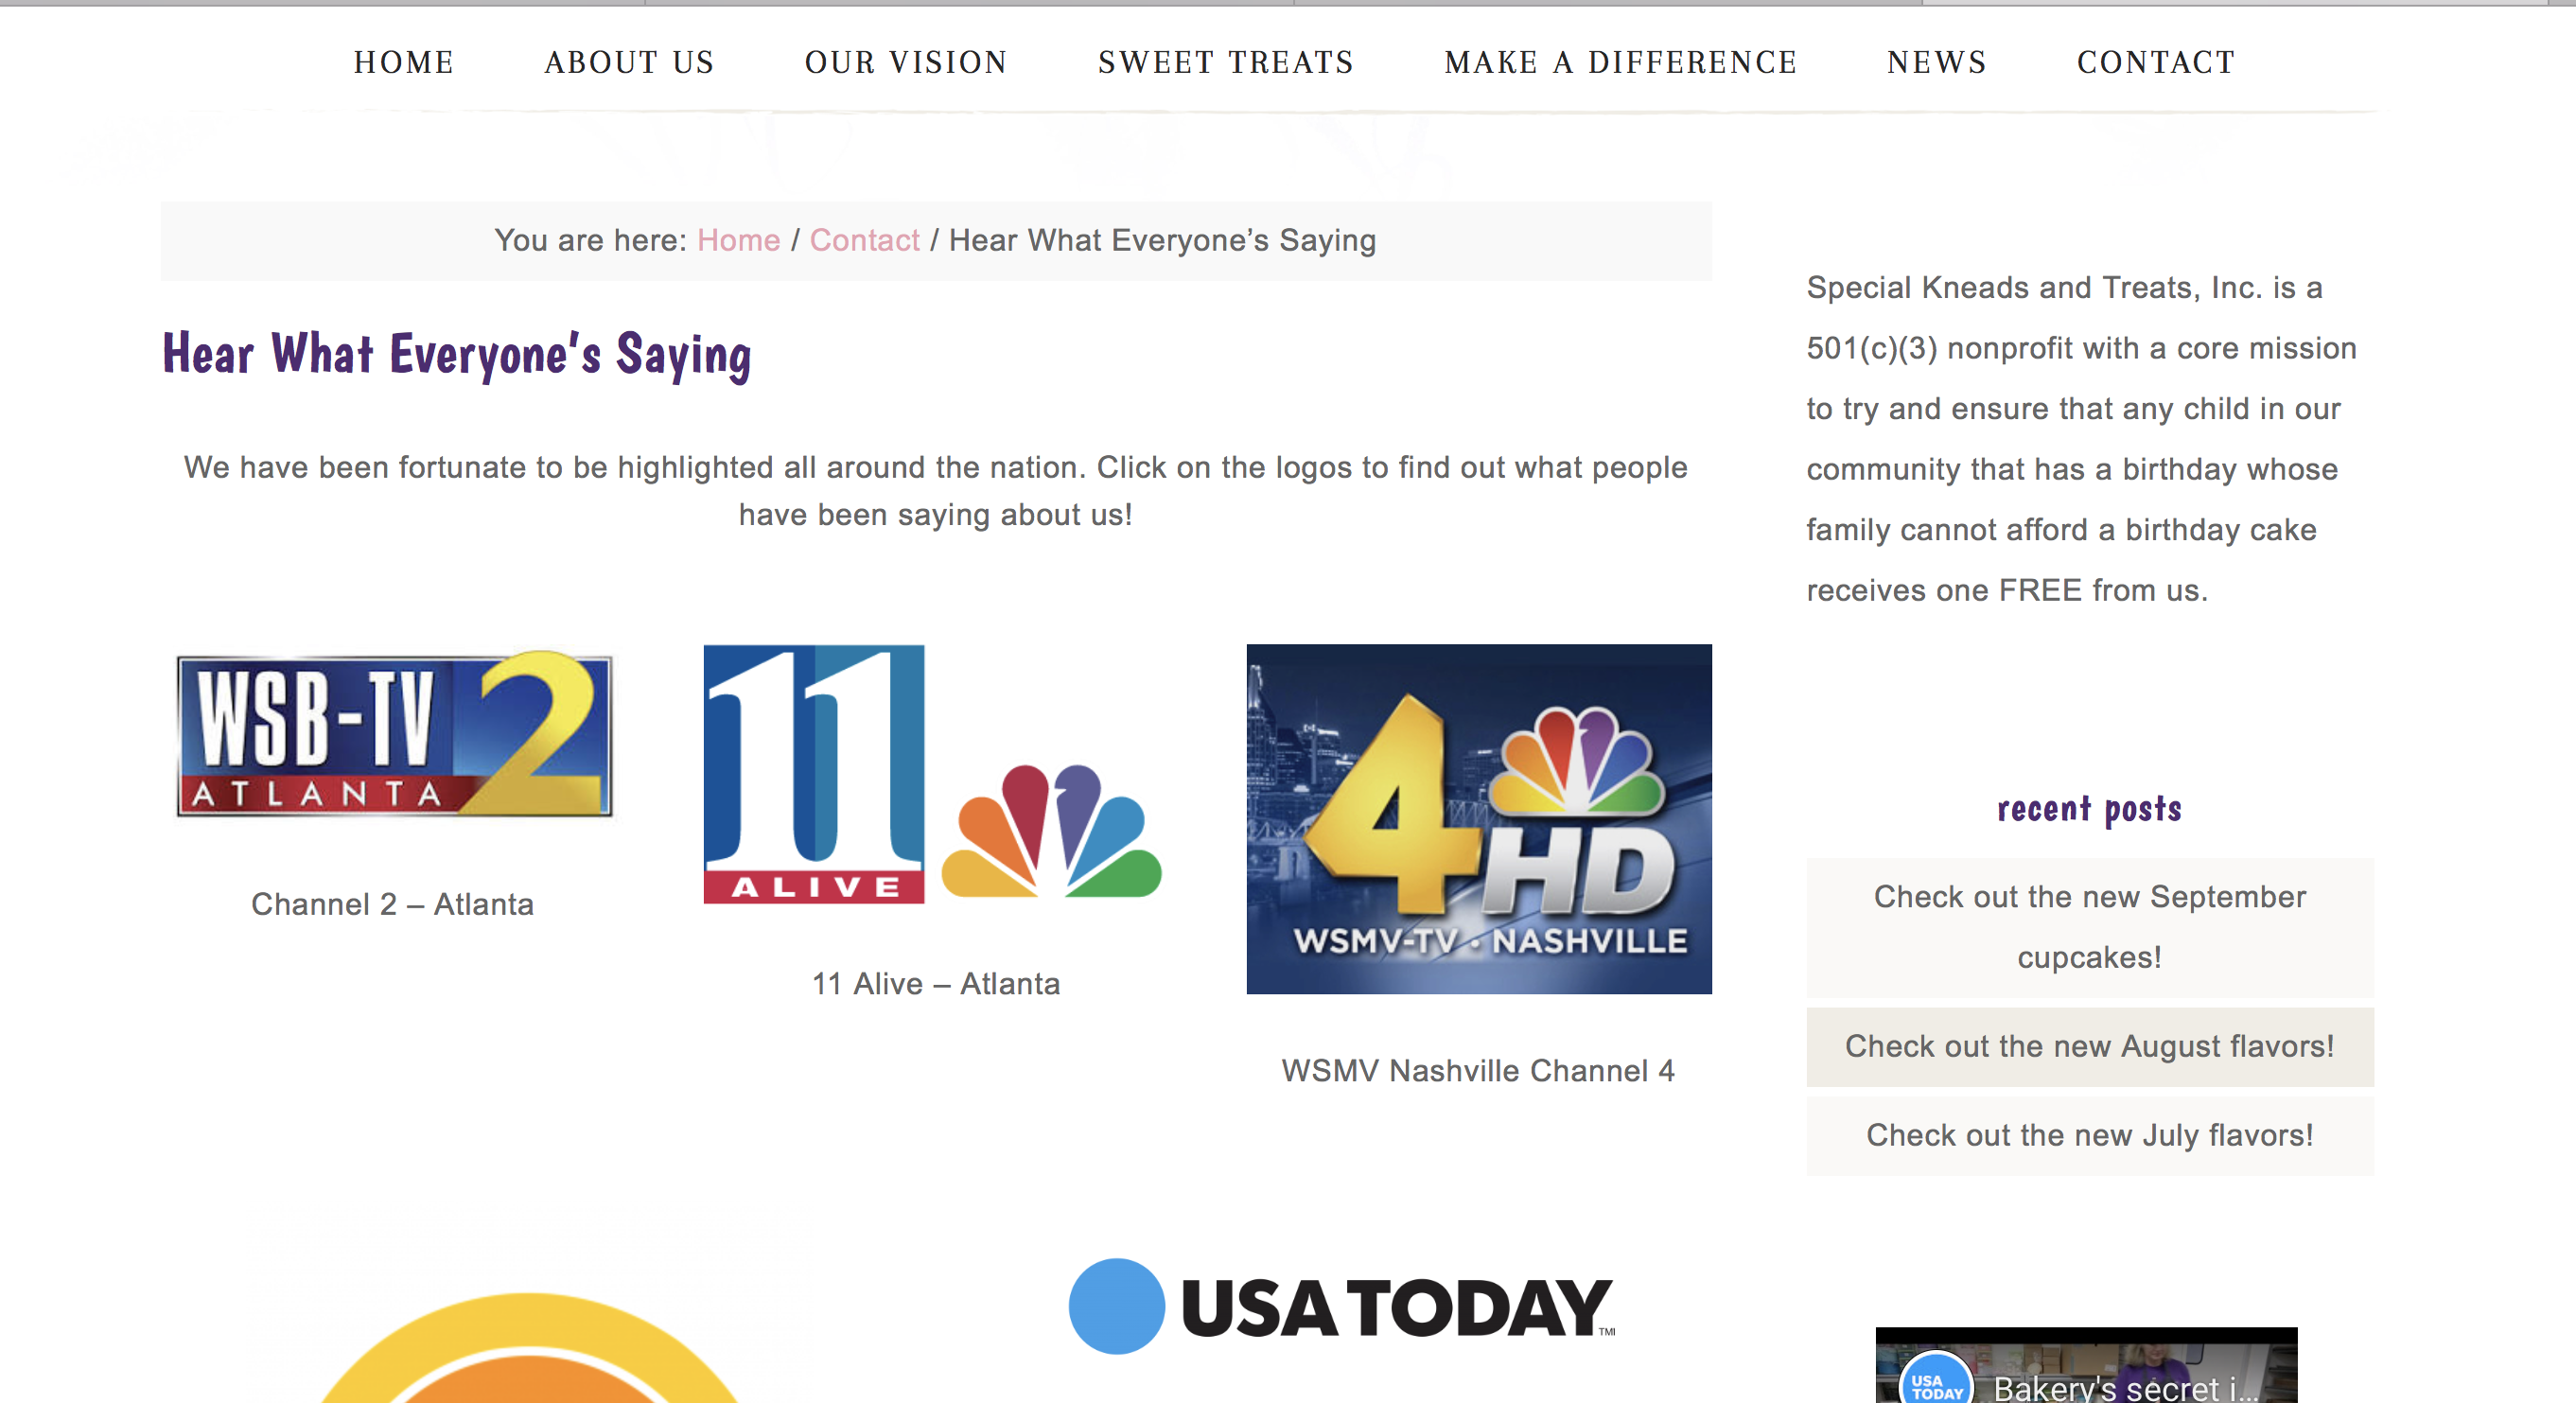 HOME ABOUT US OUR VISION SWEET TREATS MAKE A DIFFERENCE NEWS CONTACT
You are here: Home / Contact / Hear What Everyone’s Saying
Hear What Everyone’s Saying
We have been fortunate to be highlighted all around the nation. Click on the logos to find out what people
have been saying about us!
WSB-TV 2
ATLANTA
Channel 2 – Atlanta
11
ALIVE
11 Alive – Atlanta
4
HD
WSMV-TV • NASHVILLE
WSMV Nashville Channel 4
USA TODAY™
Special Kneads and Treats, Inc. is a
501(c)(3) nonprofit with a core mission
to try and ensure that any child in our
community that has a birthday whose
family cannot afford a birthday cake
receives one FREE from us.
recent posts
Check out the new September
cupcakes!
Check out the new August flavors!
Check out the new July flavors!
USA
TODAY
Bakery's secret i...